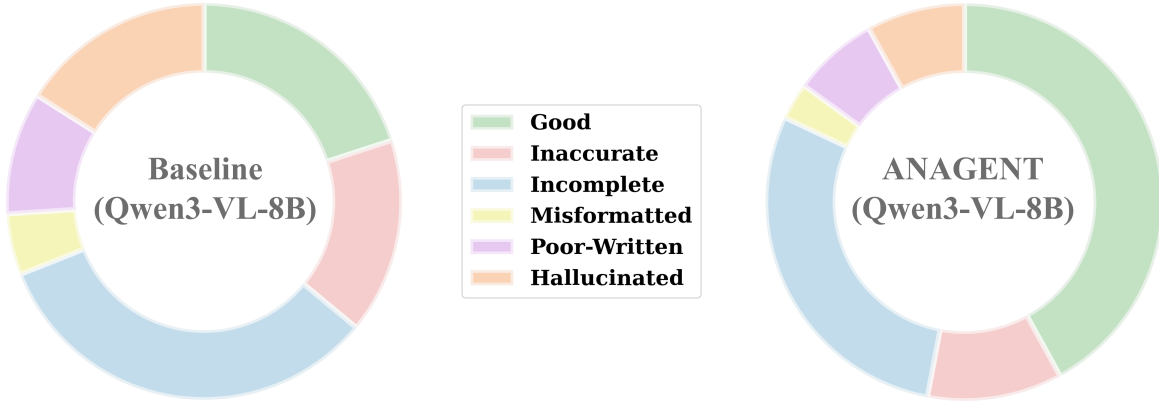 Baseline
(Qwen3-VL-8B)
Good
Inaccurate
Incomplete
Misformatted
Poor-Written
Hallucinated
ANAGENT
(Qwen3-VL-8B)